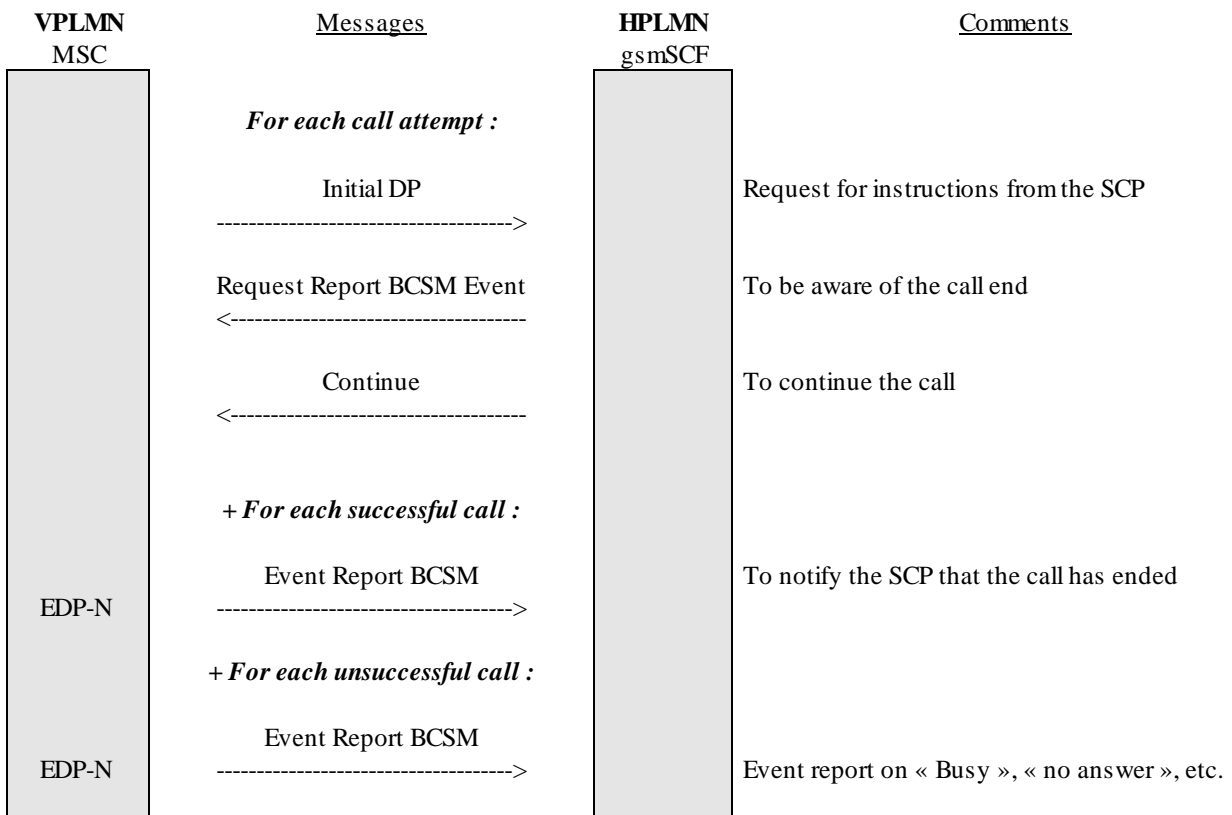 VPLMN Messages HPLMN Comments
MSC gsmSCF
For each call attempt :
Initial DP Request for instructions from the SCP
------------------------------------->
Request Report BCSM Event To be aware of the call end
<-------------------------------------
Continue To continue the call
<-------------------------------------
+ For each successful call :
Event Report BCSM To notify the SCP that the call has ended
EDP-N ------------------------------------->
+ For each unsuccessful call :
Event Report BCSM
EDP-N -------------------------------------> Event report on « Busy », « no answer », etc.